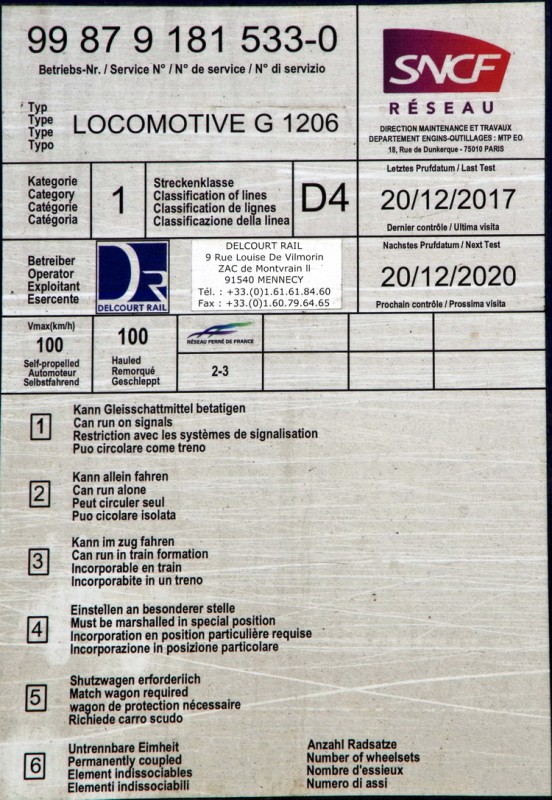 99 87 9 181 533-0
Betriebs-Nr. / Service N° / N° de service / N° di servizio
Typ
Type
Type
Typo
LOCOMOTIVE G 1206
SNCF
RÉSEAU
DIRECTION MAINTENANCE ET TRAVAUX
DEPARTEMENT ENGINS-OUTILLAGES : MTP EO
18, Rue de Dunkerque - 75010 PARIS
Kategorie
Category
Catégorie
Catégoria
1
Streckenklasse
Classification of lines
Classification de lignes
Classificazione della linea
D4
Letztes Prufdatum / Last Test
20/12/2017
Dernier contrôle / Ultima visita
Betreiber
Operator
Exploitant
Esercente
DR
DELCOURT RAIL
DELCOURT RAIL
9 Rue Louise De Vilmorin
ZAC de Montvrain II
91540 MENNECY
Tél. : +33.(0)1.61.61.84.60
Fax : +33.(0)1.60.79.64.65
Nachstes Prufdatum / Next Test
20/12/2020
Prochain contrôle / Prossima visita
Vmax(km/h)
100
Self-propelled
Automoteur
Selbstfahrend
100
Hauled
Remorqué
Geschleppt
RÉSEAU FERRÉ DE FRANCE
2-3
1
Kann Gleisschattmittel betatigen
Can run on signals
Restriction avec les systèmes de signalisation
Puo circolare come treno
2
Kann allein fahren
Can run alone
Peut circuler seul
Puo cicolare isolata
3
Kann im zug fahren
Can run in train formation
Incorporable en train
Incorporabite in un treno
4
Einstellen an besonderer stelle
Must be marshalled in special position
Incorporation en position particulière requise
Incorporazione in posizione particolare
5
Shutzwagen erforderiich
Match wagon required
wagon de protection nécessaire
Richiede carro scudo
6
Untrennbare Eimheit
Permanently coupled
Element indissociables
Elementi indissociabili
Anzahl Radsatze
Number of wheelsets
Nombre d'essieux
Numero di assi